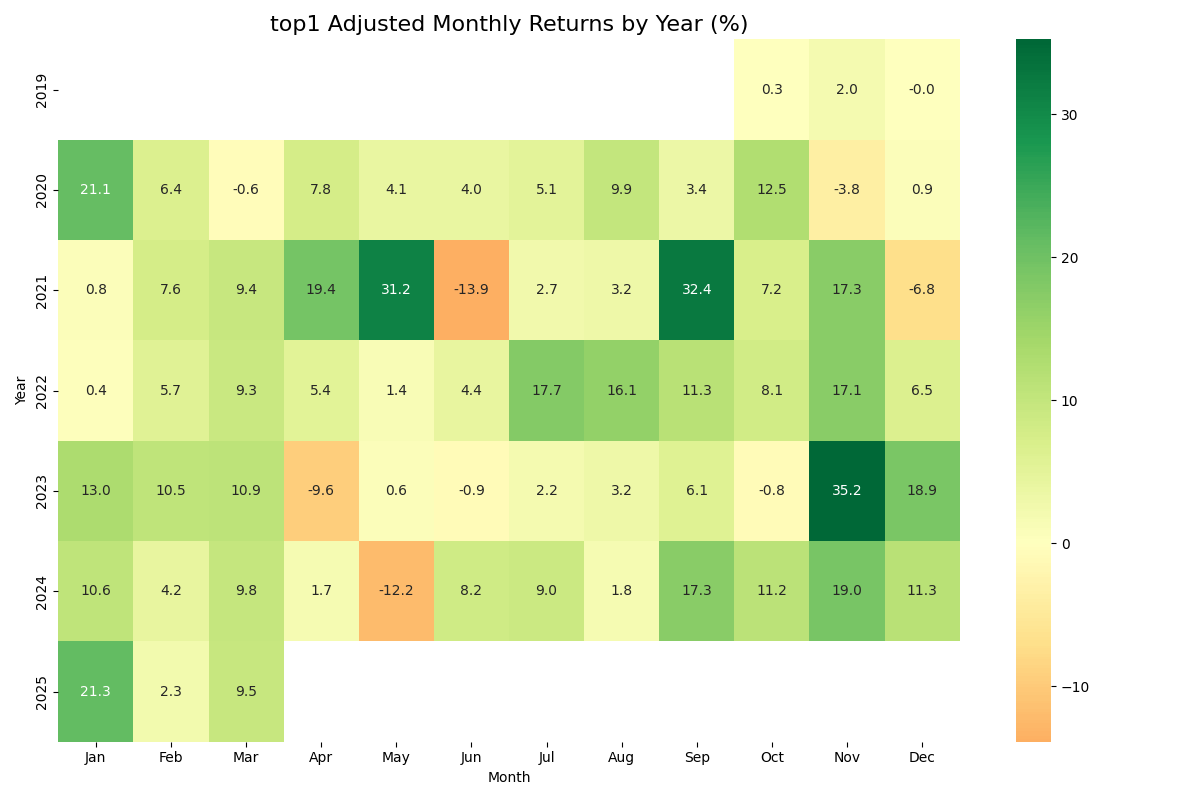 top1 Adjusted Monthly Returns by Year (%)
2019 0.3 2.0 -0.0
2020 21.1 6.4 -0.6 7.8 4.1 4.0 5.1 9.9 3.4 12.5 -3.8 0.9
2021 0.8 7.6 9.4 19.4 31.2 -13.9 2.7 3.2 32.4 7.2 17.3 -6.8
2022 0.4 5.7 9.3 5.4 1.4 4.4 17.7 16.1 11.3 8.1 17.1 6.5
2023 13.0 10.5 10.9 -9.6 0.6 -0.9 2.2 3.2 6.1 -0.8 35.2 18.9
2024 10.6 4.2 9.8 1.7 -12.2 8.2 9.0 1.8 17.3 11.2 19.0 11.3
2025 21.3 2.3 9.5
Year
Jan Feb Mar Apr May Jun Jul Aug Sep Oct Nov Dec
Month
30
20
10
0
−10